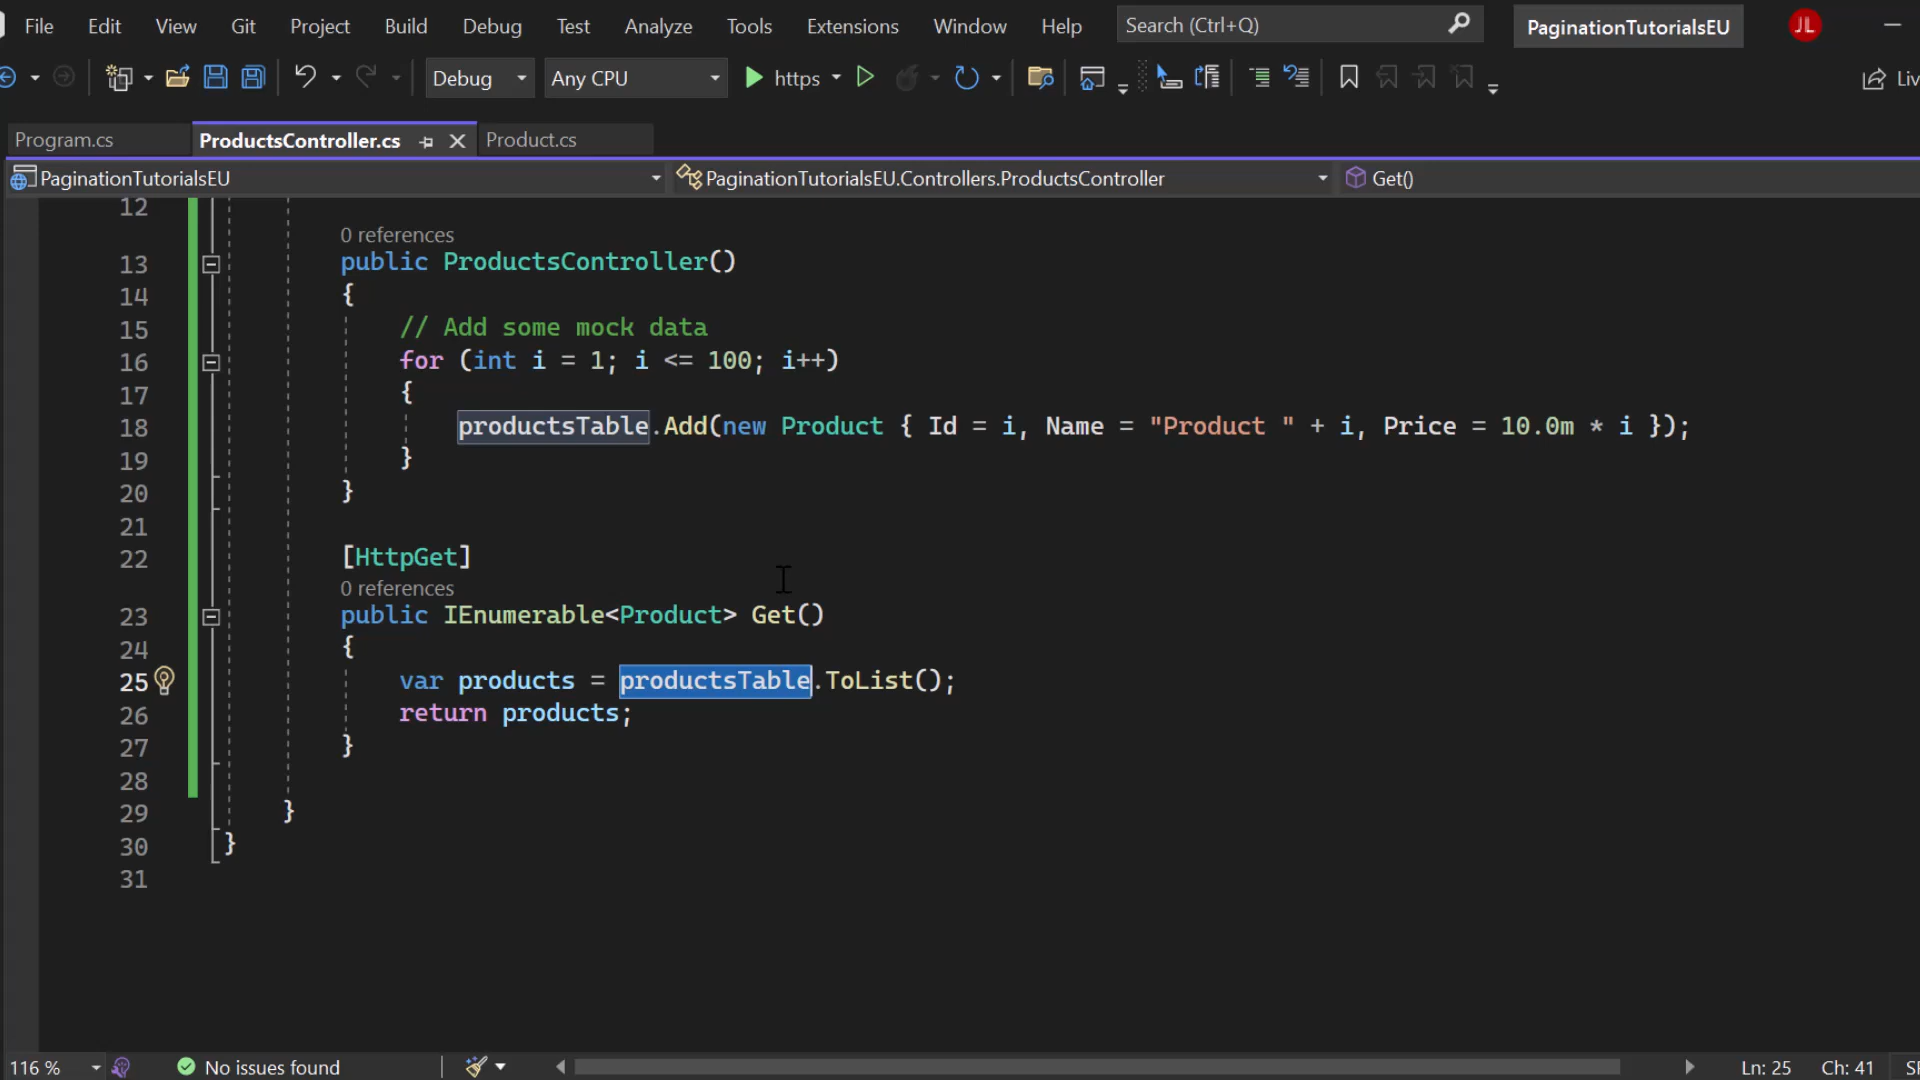 File Edit View Git Project Build Debug Test Analyze Tools Extensions Window Help Search (Ctrl+Q) PaginationTutorialsEU JL
Debug Any CPU https Liv
Program.cs ProductsController.cs Product.cs
PaginationTutorialsEU PaginationTutorialsEU.Controllers.ProductsController Get()
12
0 references
13 public ProductsController()
14 {
15 // Add some mock data
16 for (int i = 1; i <= 100; i++)
17 {
18 productsTable.Add(new Product { Id = i, Name = "Product " + i, Price = 10.0m * i });
19 }
20 }
21
22 [HttpGet]
0 references
23 public IEnumerable<Product> Get()
24 {
25 var products = productsTable.ToList();
26 return products;
27 }
28
29 }
30 }
31
116 % No issues found Ln: 25 Ch: 41